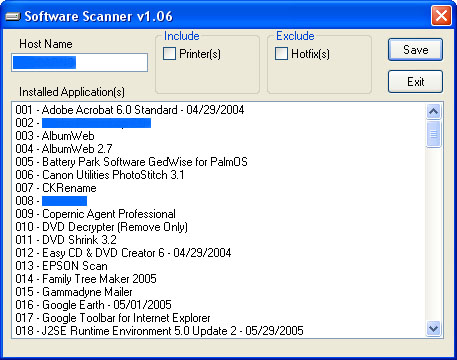 Software Scanner v1.06
Host Name
Include
Printer(s)
Exclude
Hotfix(s)
Save
Exit
Installed Application(s)
001 - Adobe Acrobat 6.0 Standard - 04/29/2004
002 -
003 - AlbumWeb
004 - AlbumWeb 2.7
005 - Battery Park Software GedWise for PalmOS
006 - Canon Utilities PhotoStitch 3.1
007 - CKRename
008 -
009 - Copernic Agent Professional
010 - DVD Decrypter (Remove Only)
011 - DVD Shrink 3.2
012 - Easy CD & DVD Creator 6 - 04/29/2004
013 - EPSON Scan
014 - Family Tree Maker 2005
015 - Gammadyne Mailer
016 - Google Earth - 05/01/2005
017 - Google Toolbar for Internet Explorer
018 - J2SE Runtime Environment 5.0 Update 2 - 05/29/2005